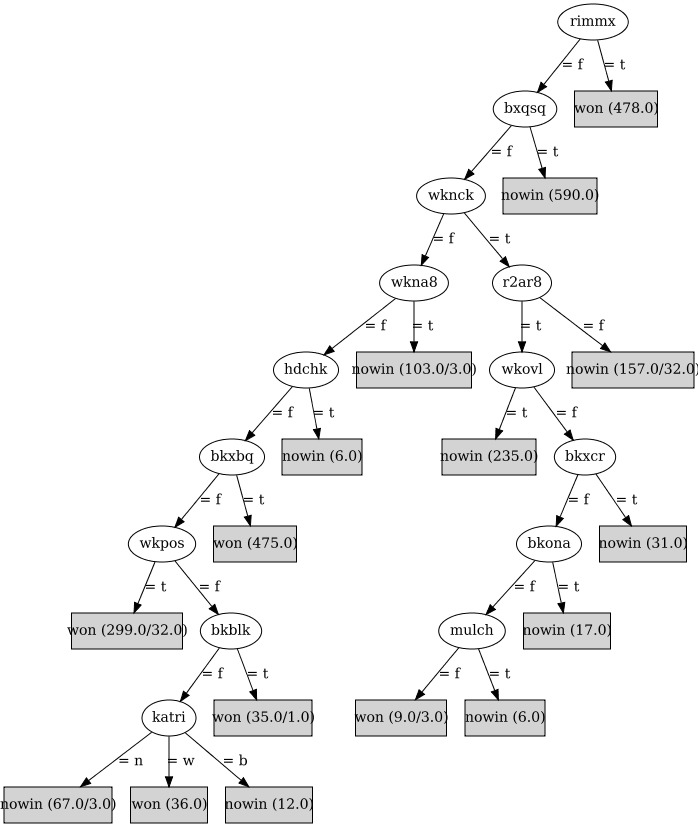 rimmx
= f
= t
bxqsq
won (478.0)
= f
= t
wknck
nowin (590.0)
= f
= t
wkna8
r2ar8
= f
= t
= t
= f
hdchk
nowin (103.0/3.0)
wkovl
nowin (157.0/32.0)
= f
= t
= t
= f
bkxbq
nowin (6.0)
nowin (235.0)
bkxcr
= f
= t
= f
= t
wkpos
won (475.0)
bkona
nowin (31.0)
= t
= f
= f
= t
won (299.0/32.0)
bkblk
mulch
nowin (17.0)
= f
= t
= f
= t
katri
won (35.0/1.0)
won (9.0/3.0)
nowin (6.0)
= n
= w
= b
nowin (67.0/3.0)
won (36.0)
nowin (12.0)